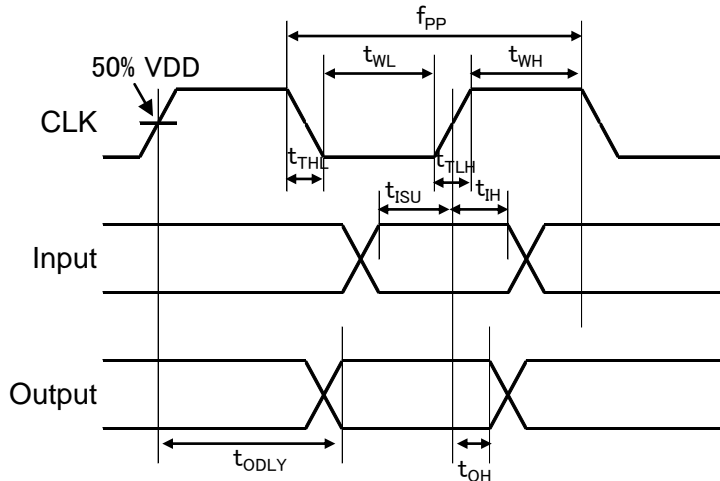 fPP
tWL
tWH
50% VDD
CLK
tTHL
tTLH
tISU
tIH
Input
Output
tODLY
tOH